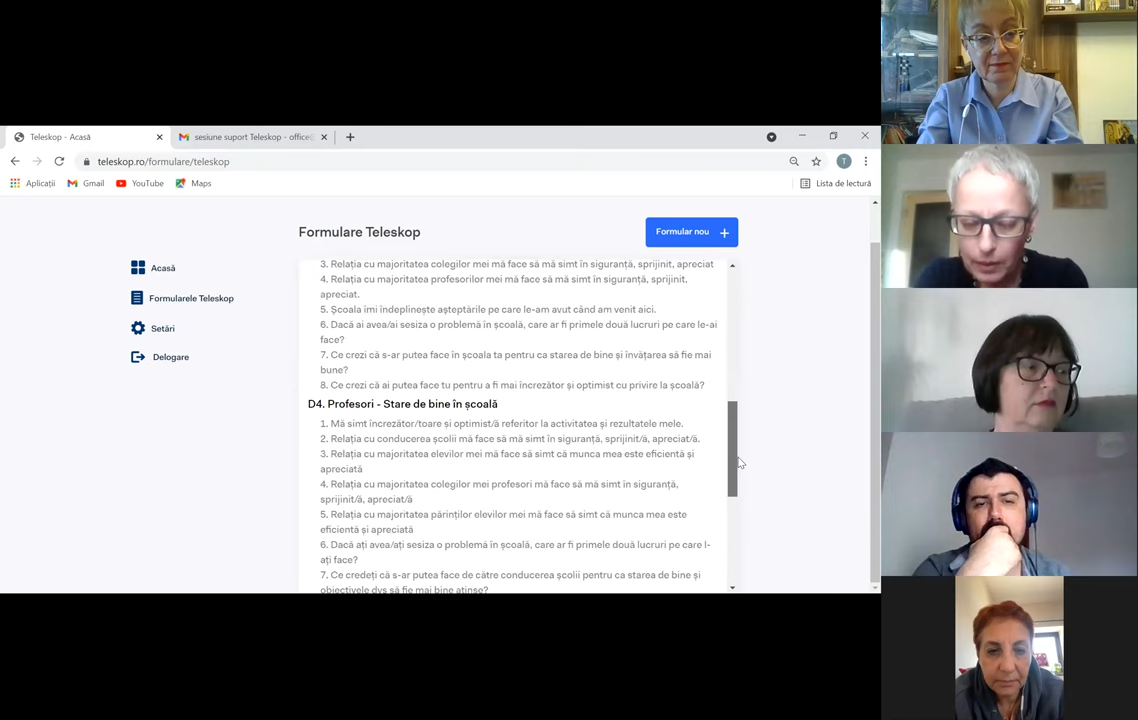 Teleskop - Acasă
sesiune suport Teleskop - office@
teleskop.ro/formulare/teleskop
T
Aplicații
Gmail
YouTube
Maps
Lista de lectură
Formulare Teleskop
Formular nou
Acasă
Formularele Teleskop
Setări
Delogare
3. Relația cu majoritatea colegilor mei mă face să mă simt în siguranță, sprijinit, apreciat
4. Relația cu majoritatea profesorilor mei mă face să mă simt în siguranță, sprijinit,
apreciat.
5. Școala îmi îndeplinește așteptările pe care le-am avut când am venit aici.
6. Dacă ai avea/ai sesiza o problemă în școală, care ar fi primele două lucruri pe care le-ai
face?
7. Ce crezi că s-ar putea face în școala ta pentru ca starea de bine și învățarea să fie mai
bune?
8. Ce crezi că ai putea face tu pentru a fi mai încrezător și optimist cu privire la școală?
D4. Profesori - Stare de bine în școală
1. Mă simt încrezător/toare și optimist/ă referitor la activitatea și rezultatele mele.
2. Relația cu conducerea școlii mă face să mă simt în siguranță, sprijinit/ă, apreciat/ă.
3. Relația cu majoritatea elevilor mei mă face să simt că munca mea este eficientă și
apreciată
4. Relația cu majoritatea colegilor mei profesori mă face să mă simt în siguranță,
sprijinit/ă, apreciat/ă
5. Relația cu majoritatea părinților elevilor mei mă face să simt că munca mea este
eficientă și apreciată
6. Dacă ați avea/ați sesiza o problemă în școală, care ar fi primele două lucruri pe care l-
ați face?
7. Ce credeți că s-ar putea face de către conducerea școlii pentru ca starea de bine și
obiectivele dvs să fie mai bine atinse?